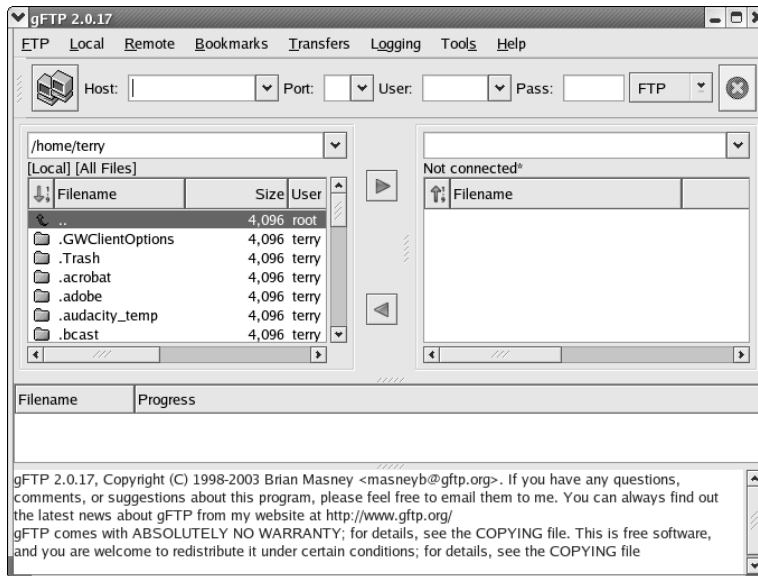 gFTP 2.0.17
FTP Local Remote Bookmarks Transfers Logging Tools Help
Host: Port: User: Pass: FTP
/home/terry
[Local] [All Files]
Filename Size User
.. 4,096 root
.GWClientOptions 4,096 terry
.Trash 4,096 terry
.acrobat 4,096 terry
.adobe 4,096 terry
.audacity_temp 4,096 terry
.bcast 4,096 terry
Not connected*
Filename
Filename Progress
gFTP 2.0.17, Copyright (C) 1998-2003 Brian Masney <masneyb@gftp.org>. If you have any questions,
comments, or suggestions about this program, please feel free to email them to me. You can always find out
the latest news about gFTP from my website at http://www.gftp.org/
gFTP comes with ABSOLUTELY NO WARRANTY; for details, see the COPYING file. This is free software,
and you are welcome to redistribute it under certain conditions; for details, see the COPYING file